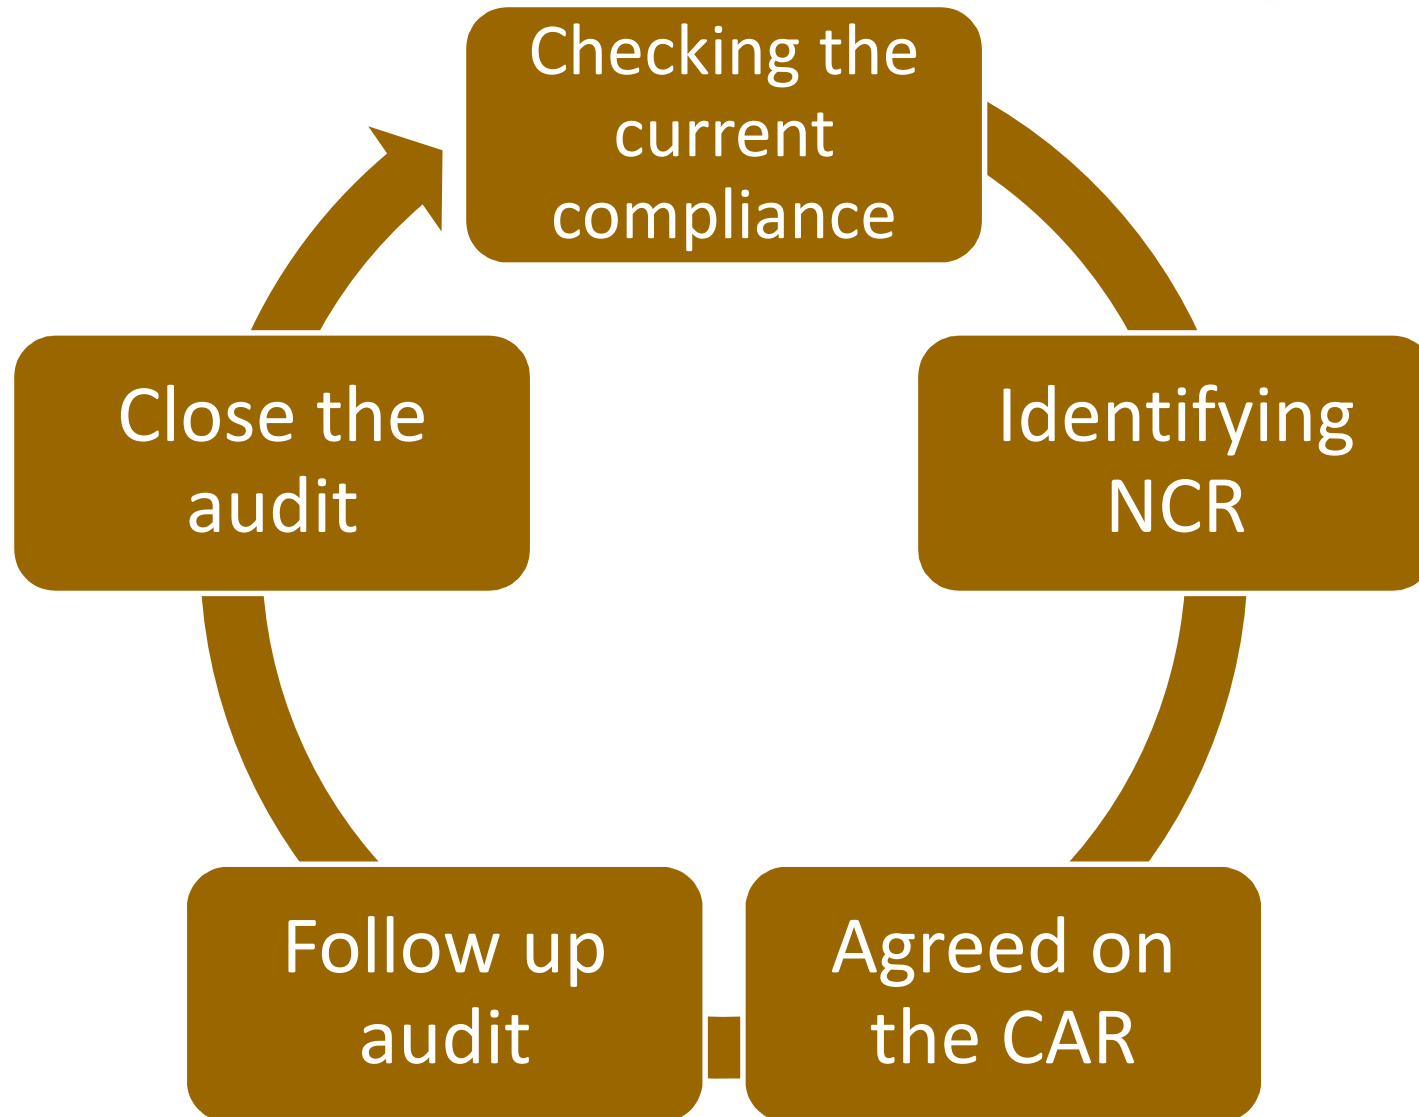 Checking the
current
compliance
Identifying
NCR
Agreed on
the CAR
Follow up
audit
Close the
audit